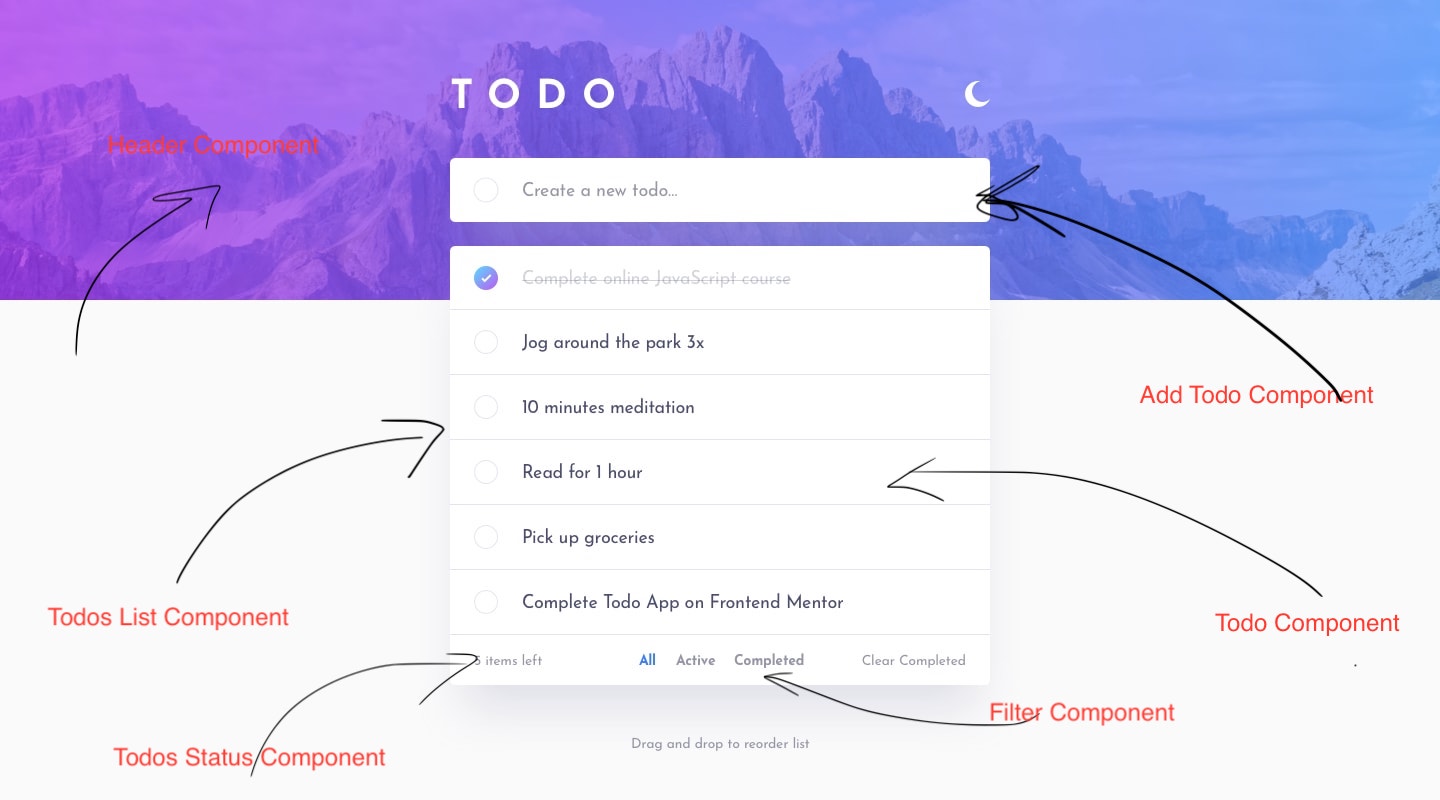 TODO
Header Component
Create a new todo...
Complete online JavaScript course
Jog around the park 3x
Add Todo Component
10 minutes meditation
Read for 1 hour
Pick up groceries
Complete Todo App on Frontend Mentor
Todos List Component
Todo Component
5 items left All Active Completed Clear Completed
Filter Component
Drag and drop to reorder list
Todos Status Component